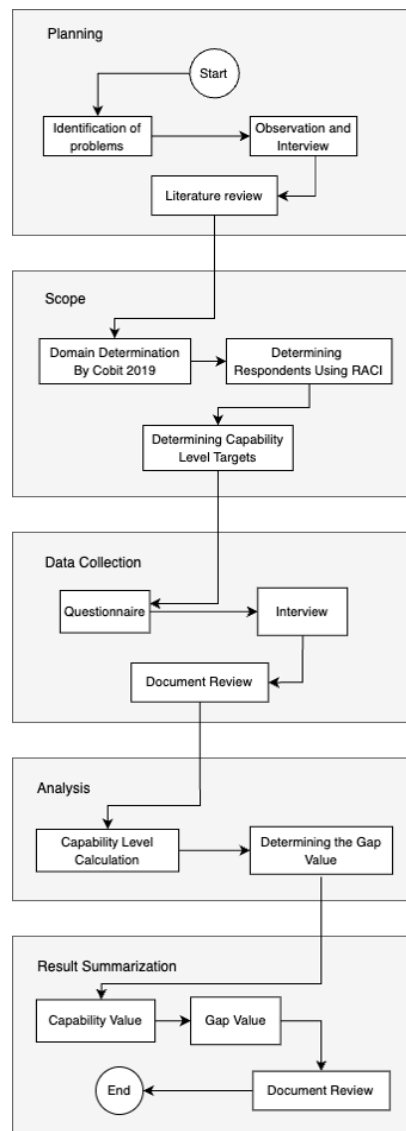 Planning
Start
Identification of
problems
Observation and
Interview
Literature review
Scope
Domain Determination
By Cobit 2019
Determining
Respondents Using RACI
Determining Capability
Level Targets
Data Collection
Questionnaire
Interview
Document Review
Analysis
Capability Level
Calculation
Determining the Gap
Value
Result Summarization
Capability Value
Gap Value
Document Review
End